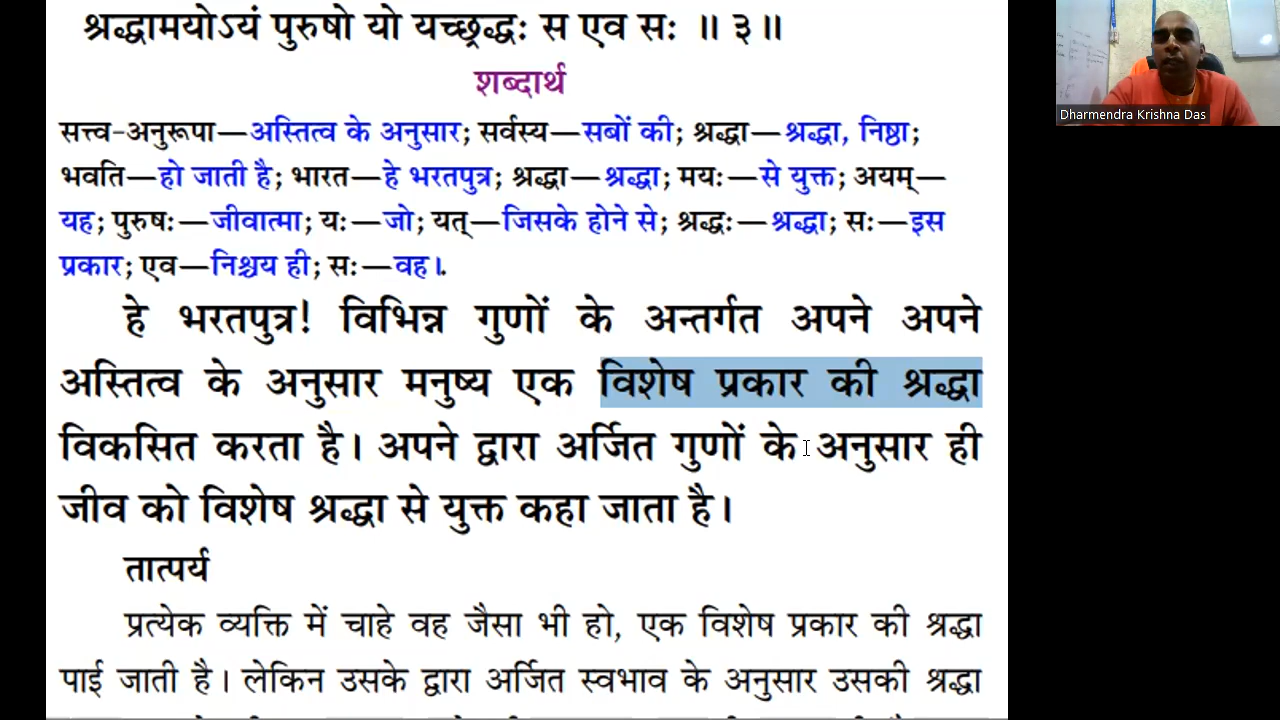 श्रद्धामयोऽयं पुरुषो यो यच्छ्रद्धः स एव सः ॥ ३॥
शब्दार्थ
सत्त्व-अनुरूपा—अस्तित्व के अनुसार; सर्वस्य—सबों की; श्रद्धा—श्रद्धा, निष्ठा;
भवति—हो जाती है; भारत—हे भरतपुत्र; श्रद्धा—श्रद्धा; मयः—से युक्त; अयम्—
यह; पुरुषः—जीवात्मा; यः—जो; यत्—जिसके होने से; श्रद्धः—श्रद्धा; सः—इस
प्रकार; एव—निश्चय ही; सः—वह।.
हे भरतपुत्र! विभिन्न गुणों के अन्तर्गत अपने अपने
अस्तित्व के अनुसार मनुष्य एक विशेष प्रकार की श्रद्धा
विकसित करता है। अपने द्वारा अर्जित गुणों के अनुसार ही
जीव को विशेष श्रद्धा से युक्त कहा जाता है।
तात्पर्य
प्रत्येक व्यक्ति में चाहे वह जैसा भी हो, एक विशेष प्रकार की श्रद्धा
पाई जाती है। लेकिन उसके द्वारा अर्जित स्वभाव के अनुसार उसकी श्रद्धा
Dharmendra Krishna Das